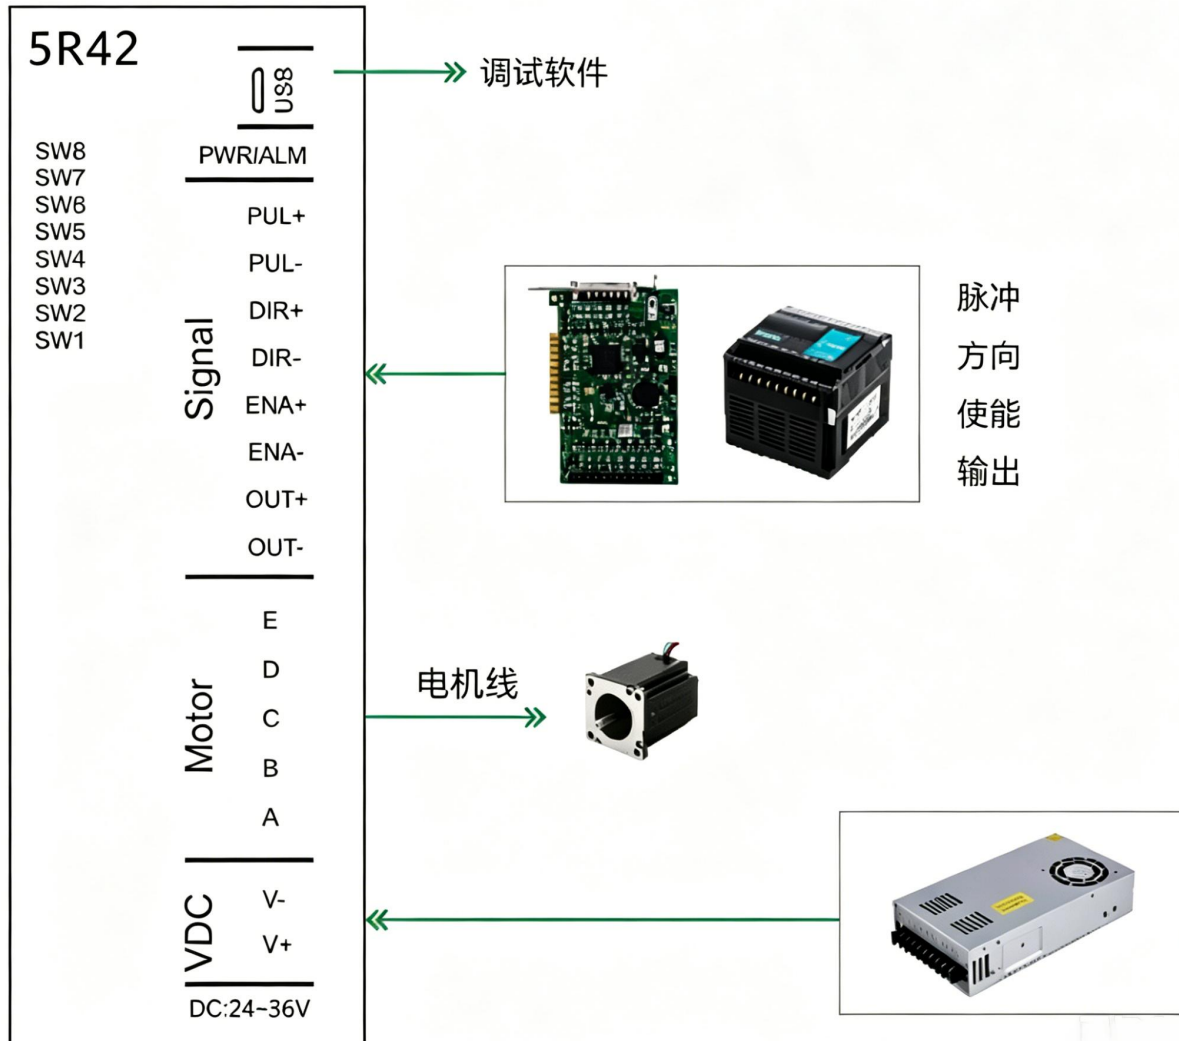 5R42
USB
调试软件
PWR/ALM
SW8
SW7
SW6
SW5
SW4
SW3
SW2
SW1
Signal
PUL+
PUL-
DIR+
DIR-
ENA+
ENA-
OUT+
OUT-
脉冲
方向
使能
输出
Motor
E
D
C
B
A
电机线
VDC
V-
V+
DC:24~36V